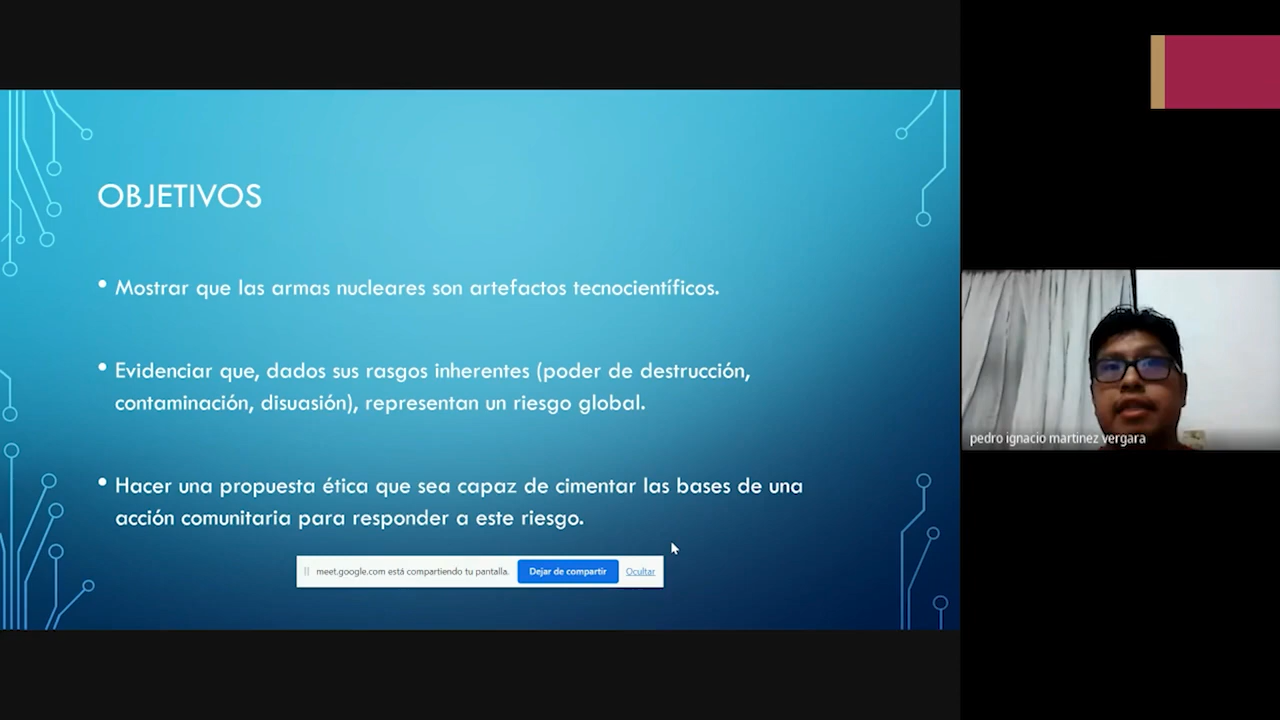 OBJETIVOS
• Mostrar que las armas nucleares son artefactos tecnocientíficos.
• Evidenciar que, dados sus rasgos inherentes (poder de destrucción,
contaminación, disuasión), representan un riesgo global.
• Hacer una propuesta ética que sea capaz de cimentar las bases de una
acción comunitaria para responder a este riesgo.
meet.google.com está compartiendo tu pantalla. Dejar de compartir Ocultar
pedro ignacio martinez vergara